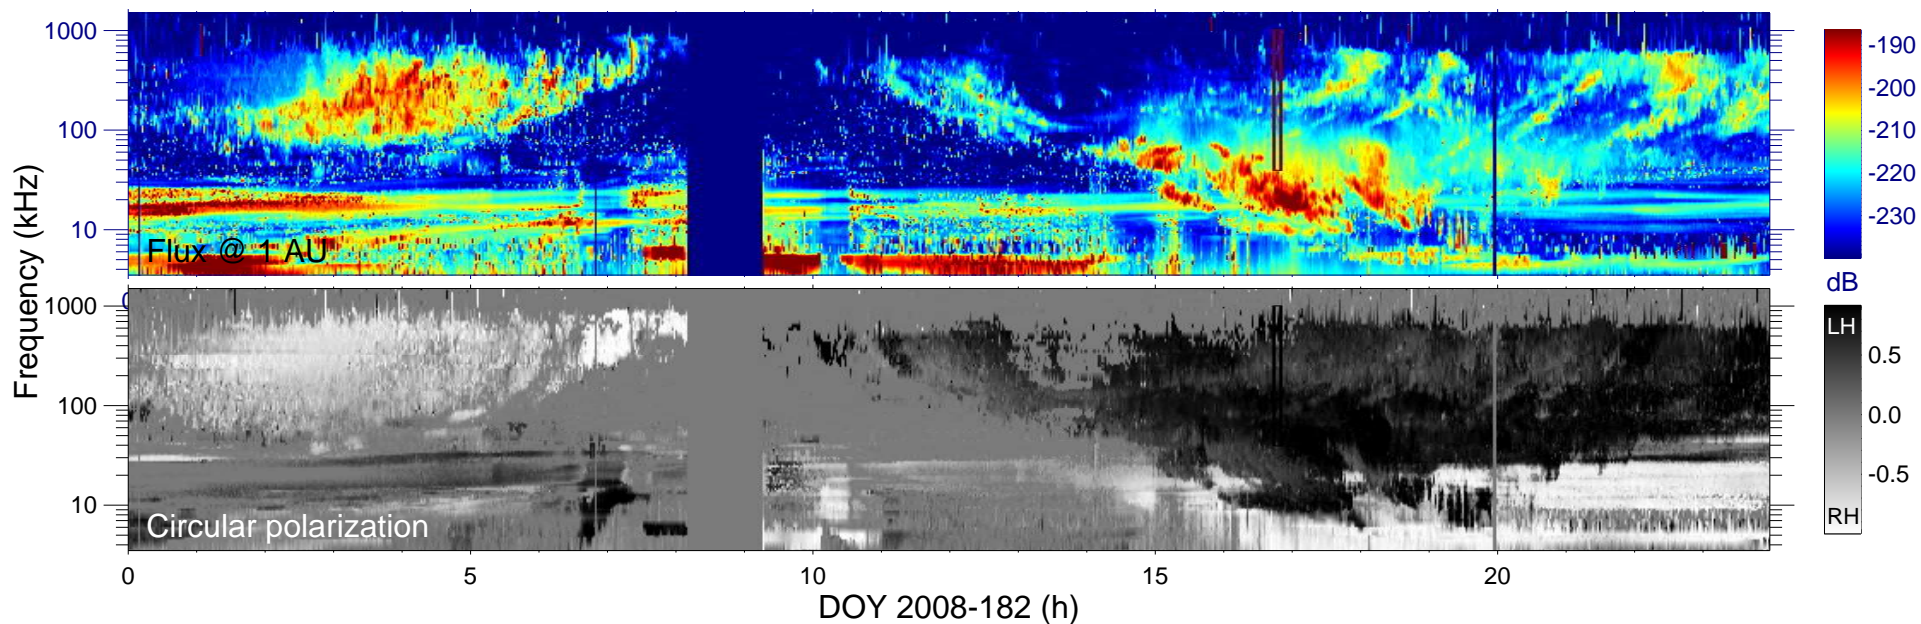 1000
100
10
Flux @ 1 AU
-190
-200
-210
-220
-230
dB
0
Frequency (kHz)
1000
100
10
Circular polarization
LH
0.5
0.0
-0.5
RH
0 5 10 15 20
DOY 2008-182 (h)